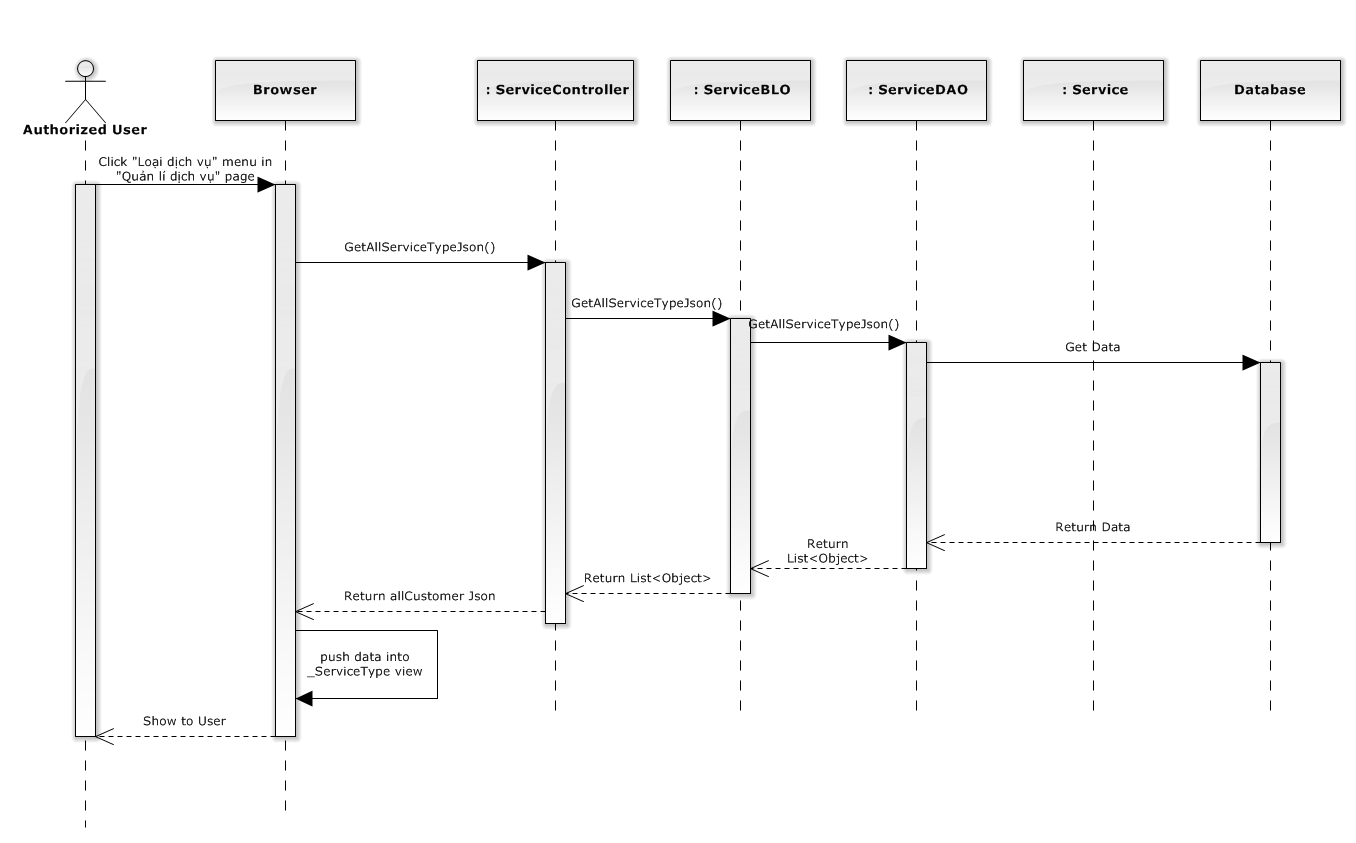 Authorized User
Browser
: ServiceController
: ServiceBLO
: ServiceDAO
: Service
Database
Click "Loại dịch vụ" menu in
"Quản lí dịch vụ" page
GetAllServiceTypeJson()
GetAllServiceTypeJson()
GetAllServiceTypeJson()
Get Data
Return Data
Return
List<Object>
Return List<Object>
Return allCustomer Json
push data into
_ServiceType view
Show to User